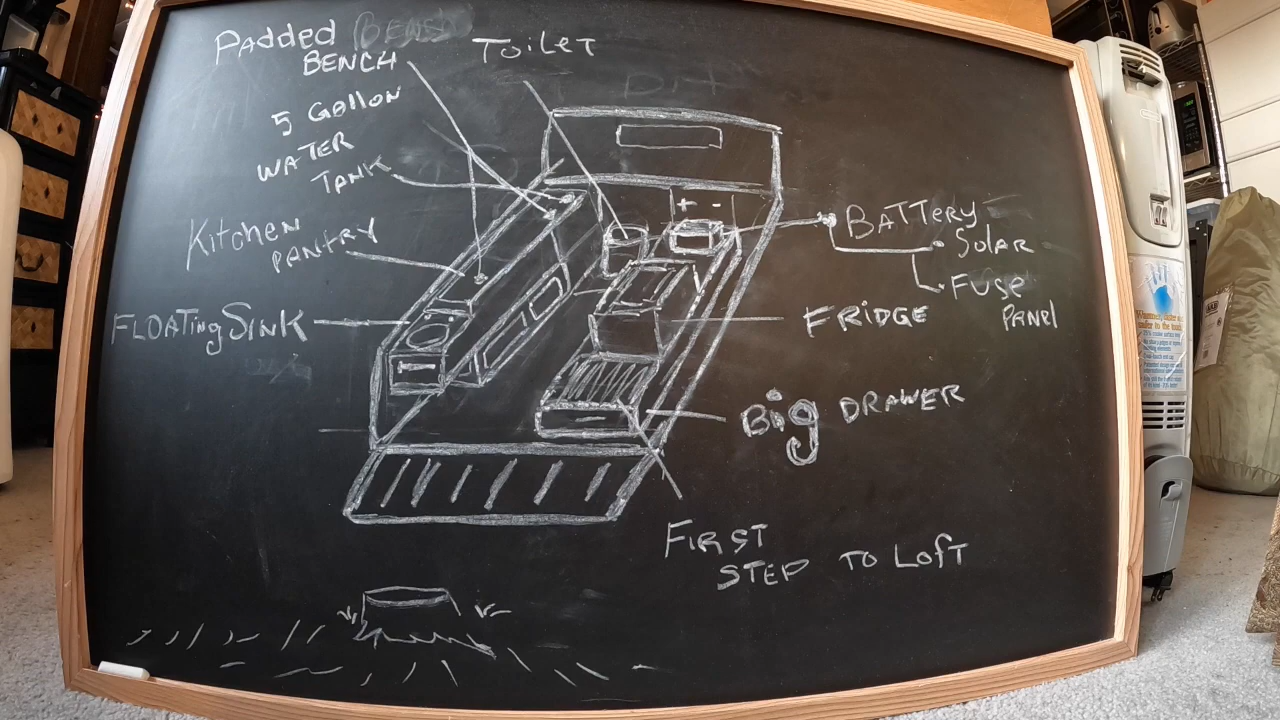 Padded
BENCH
Toilet
5 Gallon
WATER
TANK
Kitchen
PANTRY
FLOATING SINK
+ -
BATTERY
Solar
FUSE
PANEL
FRIDGE
Big DRAWER
FIRST
STEP TO LOFT